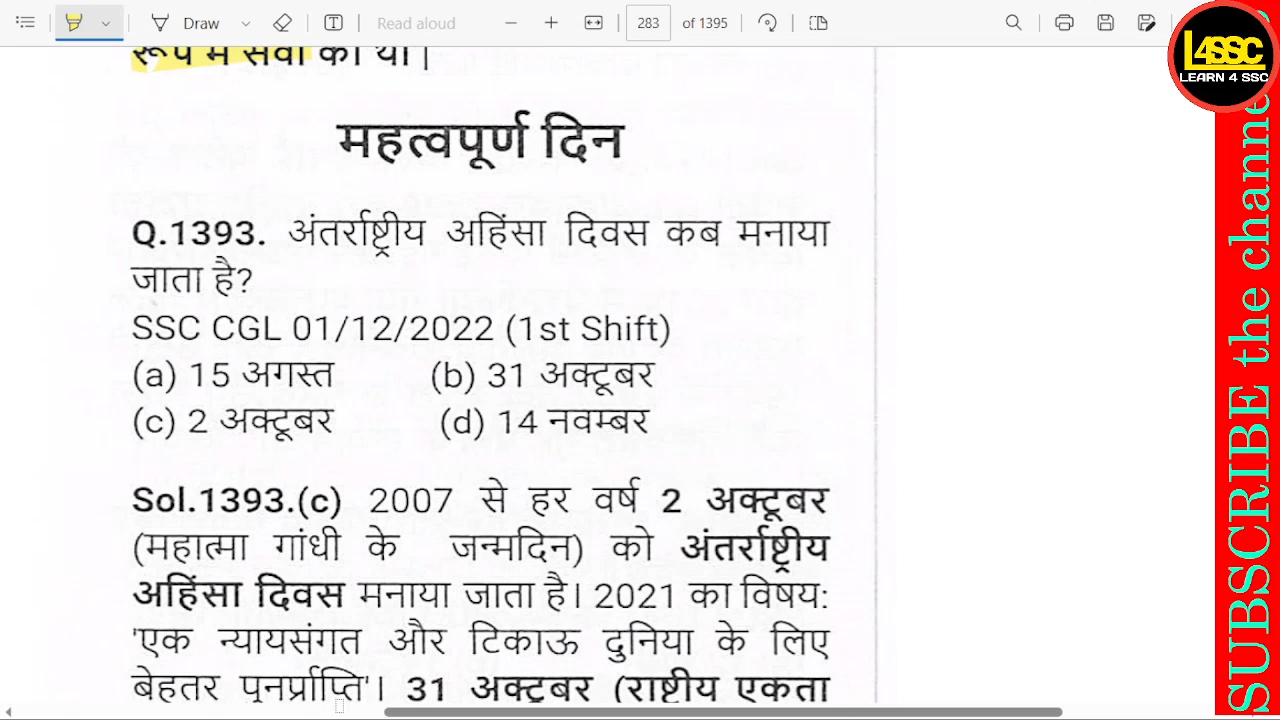 Draw
Read aloud
283 of 1395
L4SSC
LEARN 4 SSC
रूप में सेवा की थी |
महत्वपूर्ण दिन
Q.1393. अंतर्राष्ट्रीय अहिंसा दिवस कब मनाया
जाता है?
SSC CGL 01/12/2022 (1st Shift)
(a) 15 अगस्त (b) 31 अक्टूबर
(c) 2 अक्टूबर (d) 14 नवम्बर
Sol.1393.(c) 2007 से हर वर्ष 2 अक्टूबर
(महात्मा गांधी के जन्मदिन) को अंतर्राष्ट्रीय
अहिंसा दिवस मनाया जाता है। 2021 का विषय:
'एक न्यायसंगत और टिकाऊ दुनिया के लिए
बेहतर पुनर्प्राप्ति'। 31 अक्टूबर (राष्ट्रीय एकता
SUBSCRIBE the channel